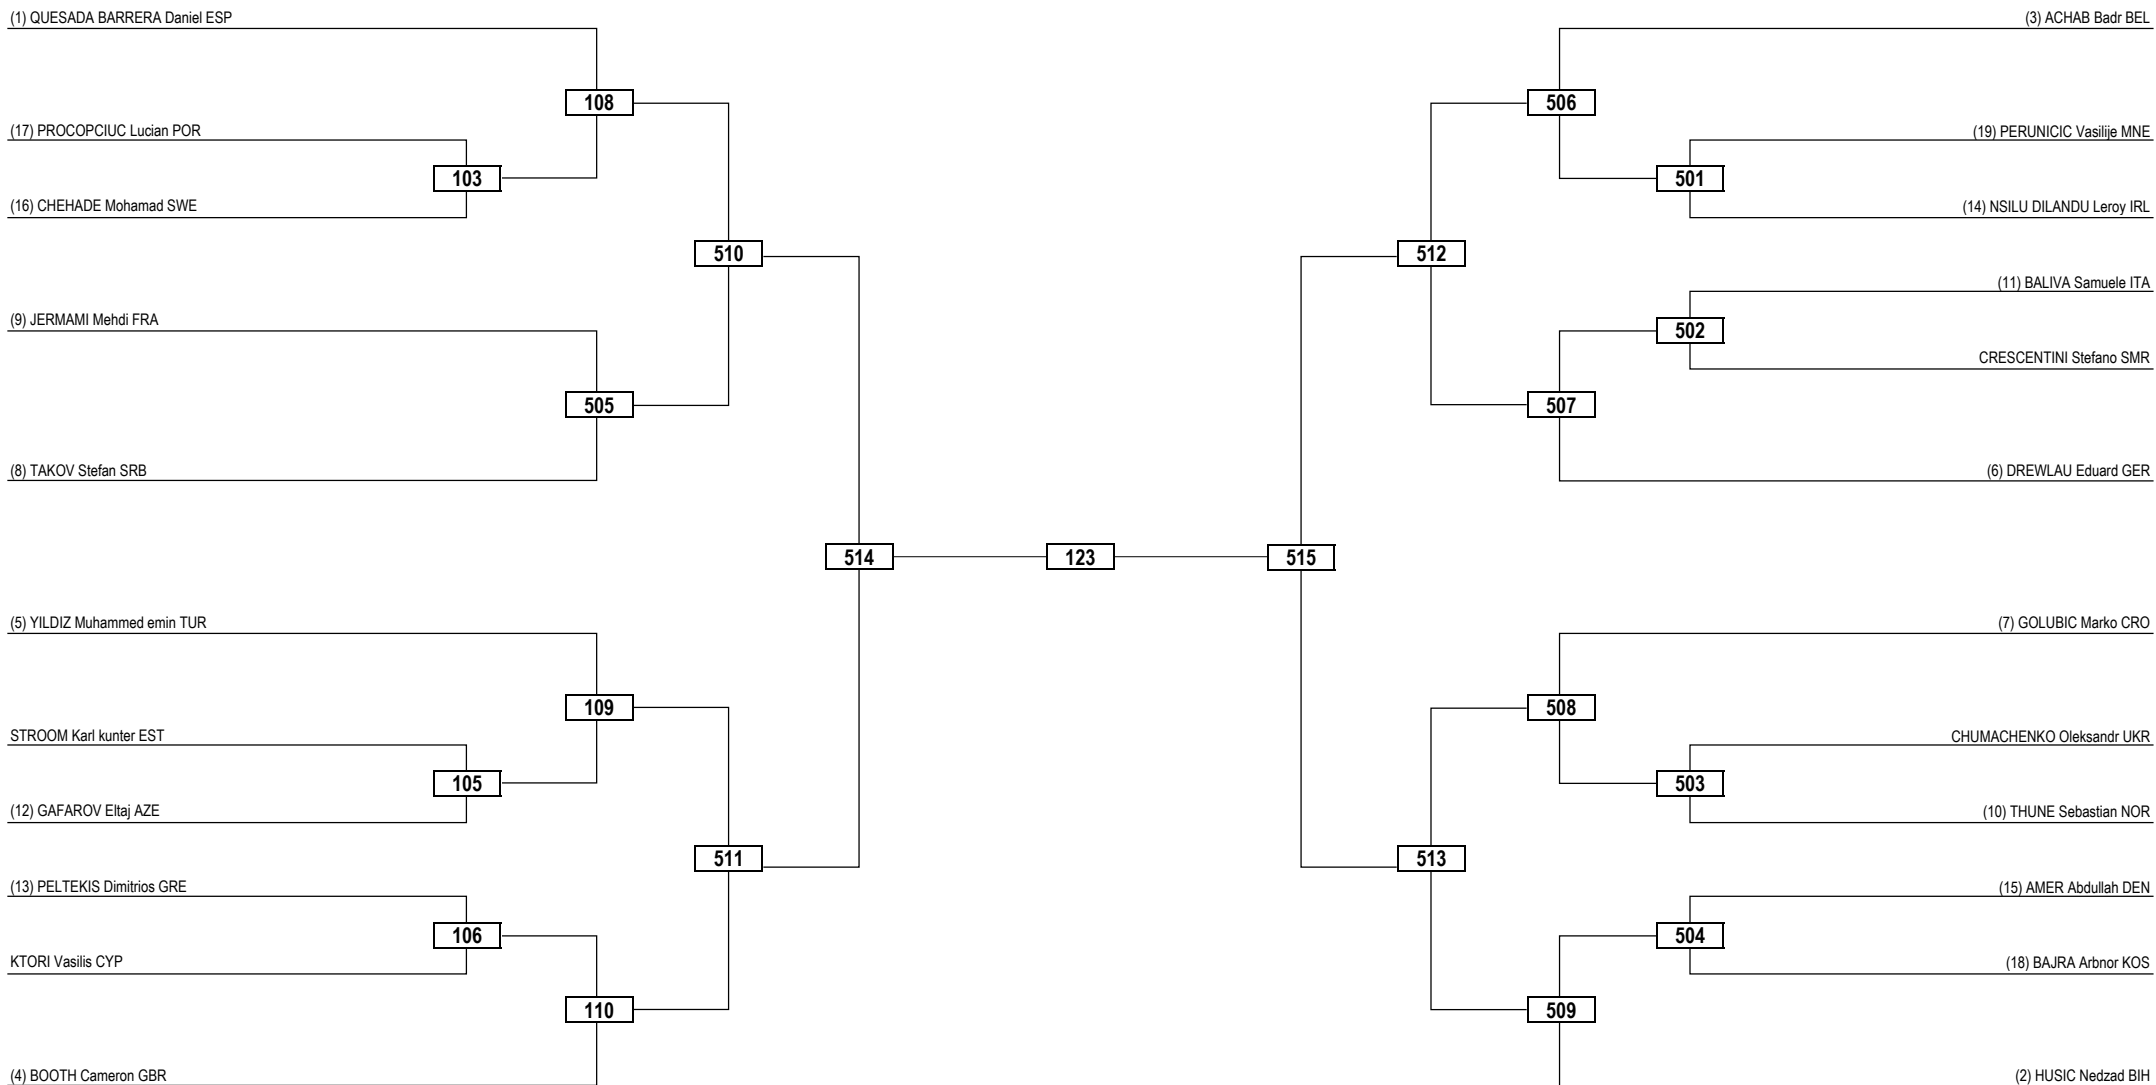 (1) QUESADA BARRERA Daniel ESP
(3) ACHAB Badr BEL
108
506
(17) PROCOPCIUC Lucian POR
(19) PERUNICIC Vasilije MNE
103
501
(16) CHEHADE Mohamad SWE
(14) NSILU DILANDU Leroy IRL
510
512
(11) BALIVA Samuele ITA
(9) JERMAMI Mehdi FRA
502
CRESCENTINI Stefano SMR
505
507
(8) TAKOV Stefan SRB
(6) DREWLAU Eduard GER
514
123
515
(5) YILDIZ Muhammed emin TUR
(7) GOLUBIC Marko CRO
109
508
STROOM Karl kunter EST
CHUMACHENKO Oleksandr UKR
105
503
(12) GAFAROV Eltaj AZE
(10) THUNE Sebastian NOR
511
513
(13) PELTEKIS Dimitrios GRE
(15) AMER Abdullah DEN
106
504
KTORI Vasilis CYP
(18) BAJRA Arbnor KOS
110
509
(4) BOOTH Cameron GBR
(2) HUSIC Nedzad BIH